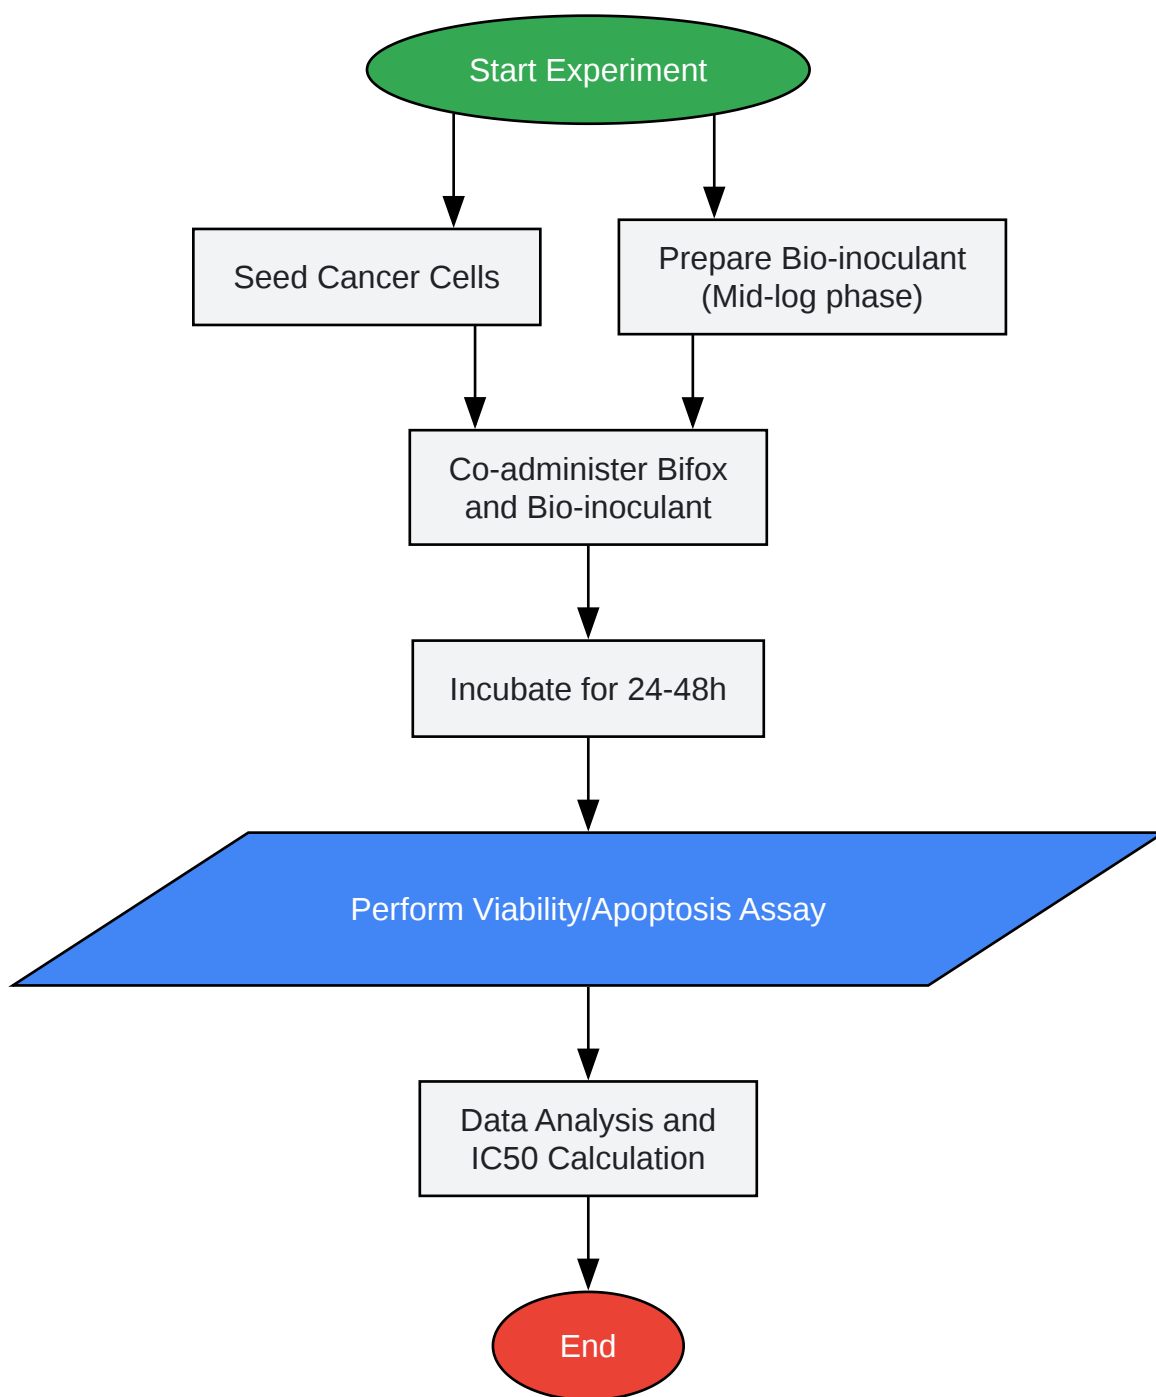 Start Experiment
Seed Cancer Cells
Prepare Bio-inoculant
(Mid-log phase)
Co-administer Bifox
and Bio-inoculant
Incubate for 24-48h
Perform Viability/Apoptosis Assay
Data Analysis and
IC50 Calculation
End